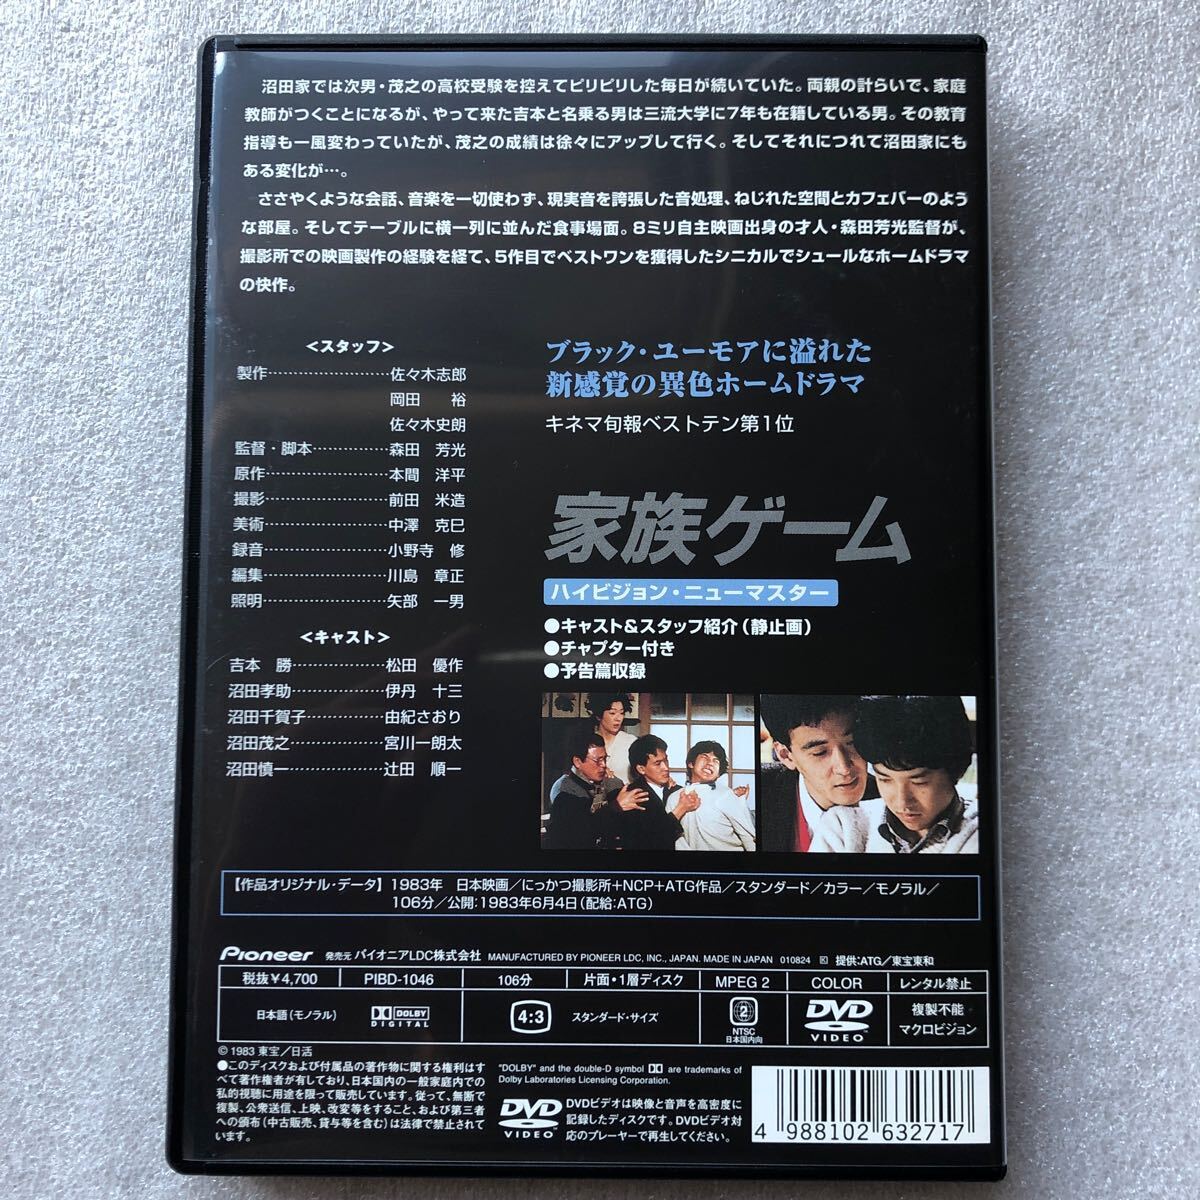 沼田家では次男・茂之の高校受験を控えてピリピリした毎日が続いていた。両親の計らいで、家庭
教師がつくことになるが、やって来た吉本と名乗る男は三流大学に7年も在籍している男。その教育
指導も一風変わっていたが、茂之の成績は徐々にアップして行く。そしてそれにつれて沼田家にも
ある変化が…。
ささやくような会話、音楽を一切使わず、現実音を誇張した音処理、ねじれた空間とカフェバーのよう
な部屋。そしてテーブルに横一列に並んだ食事場面。8ミリ自主映画出身の才人・森田芳光監督が、
撮影所での映画製作の経験を経て、5作目でベストワンを獲得したシニカルでシュールなホームドラマ
の快作。
<スタッフ>
製作……………………佐々木志郎
岡田 裕
佐々木史朗
監督・脚本……………森田 芳光
原作……………………本間 洋平
撮影……………………前田 米造
美術……………………中澤 克巳
録音……………………小野寺 修
編集……………………川島 章正
照明……………………矢部 一男
<キャスト>
吉本 勝………………松田 優作
沼田孝助………………伊丹 十三
沼田千賀子……………由紀さおり
沼田茂之………………宮川一朗太
沼田慎一………………辻田 順一
ブラック・ユーモアに溢れた
新感覚の異色ホームドラマ
キネマ旬報ベストテン第1位
家族ゲーム
ハイビジョン・ニューマスター
●キャスト&スタッフ紹介(静止画)
●チャプター付き
●予告篇収録
【作品オリジナル・データ】1983年 日本映画/にっかつ撮影所+NCP+ATG作品/スタンダード/カラー/モノラル/
106分/公開:1983年6月4日(配給:ATG)
Pioneer 発売元 パイオニアLDC株式会社 MANUFACTURED BY PIONEER LDC, INC., JAPAN. MADE IN JAPAN 010824 K 提供:ATG/東宝東和
税抜¥4,700 PIBD-1046 106分 片面・1層ディスク MPEG 2 COLOR レンタル禁止
日本語(モノラル) DOLBY DIGITAL 4:3 スタンダード・サイズ 2 NTSC 日本国内向 DVD VIDEO 複製不能 マクロビジョン
© 1983 東宝/日活
●このディスクおよび付属品の著作物に関する権利はす
べて著作権者が有しており、日本国内の一般家庭内での
私的視聴に用途を限って販売しています。従って、無断で
複製、公衆送信、上映、改変等をすること、および第三者
への頒布(中古販売、貸与等を含む)は法律で禁止されて
います。
"DOLBY" and the double-D symbol are trademarks of
Dolby Laboratories Licensing Corporation.
DVD VIDEO
DVDビデオは映像と音声を高密度に
記録したディスクです。DVDビデオ対
応のプレーヤーで再生してください。
4 988102 632717